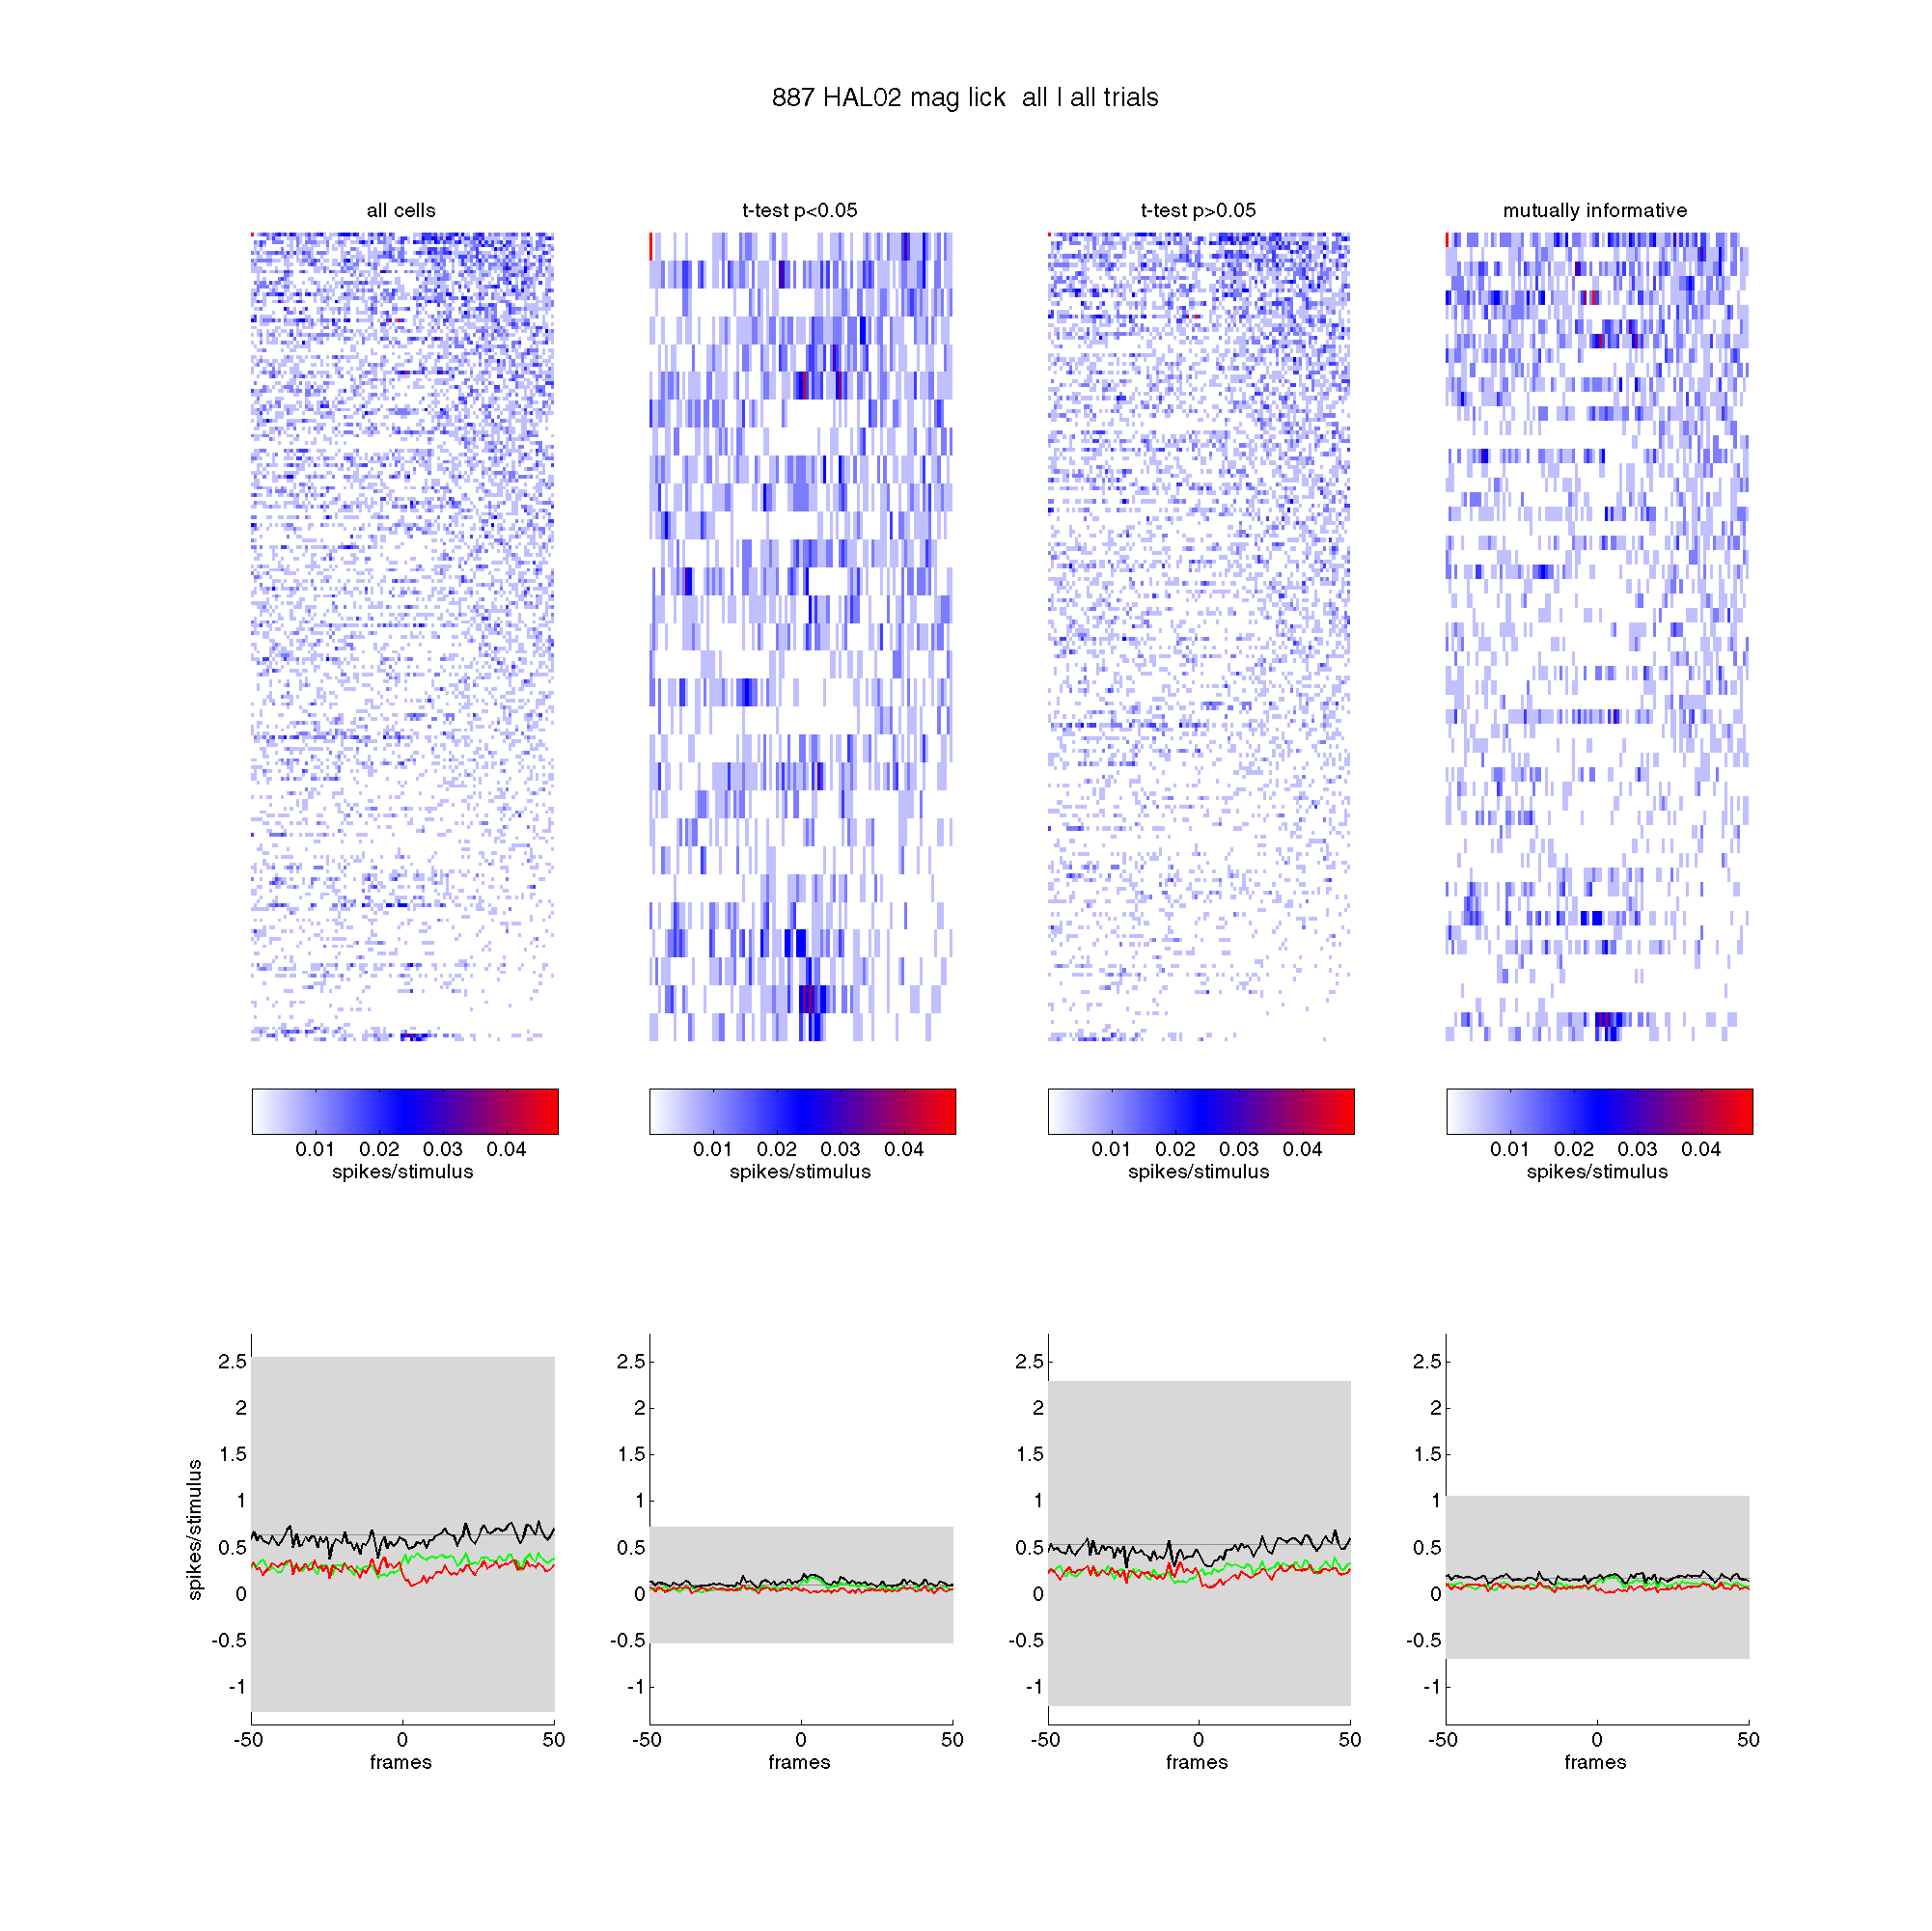 887 HAL02 mag lick  all I all trials
all cells
t-test p<0.05
t-test p>0.05
mutually informative
0.01 0.02 0.03 0.04
spikes/stimulus
0.01 0.02 0.03 0.04
spikes/stimulus
0.01 0.02 0.03 0.04
spikes/stimulus
0.01 0.02 0.03 0.04
spikes/stimulus
spikes/stimulus
2.5
2
1.5
1
0.5
0
-0.5
-1
-50 0 50
frames
2.5
2
1.5
1
0.5
0
-0.5
-1
-50 0 50
frames
2.5
2
1.5
1
0.5
0
-0.5
-1
-50 0 50
frames
2.5
2
1.5
1
0.5
0
-0.5
-1
-50 0 50
frames